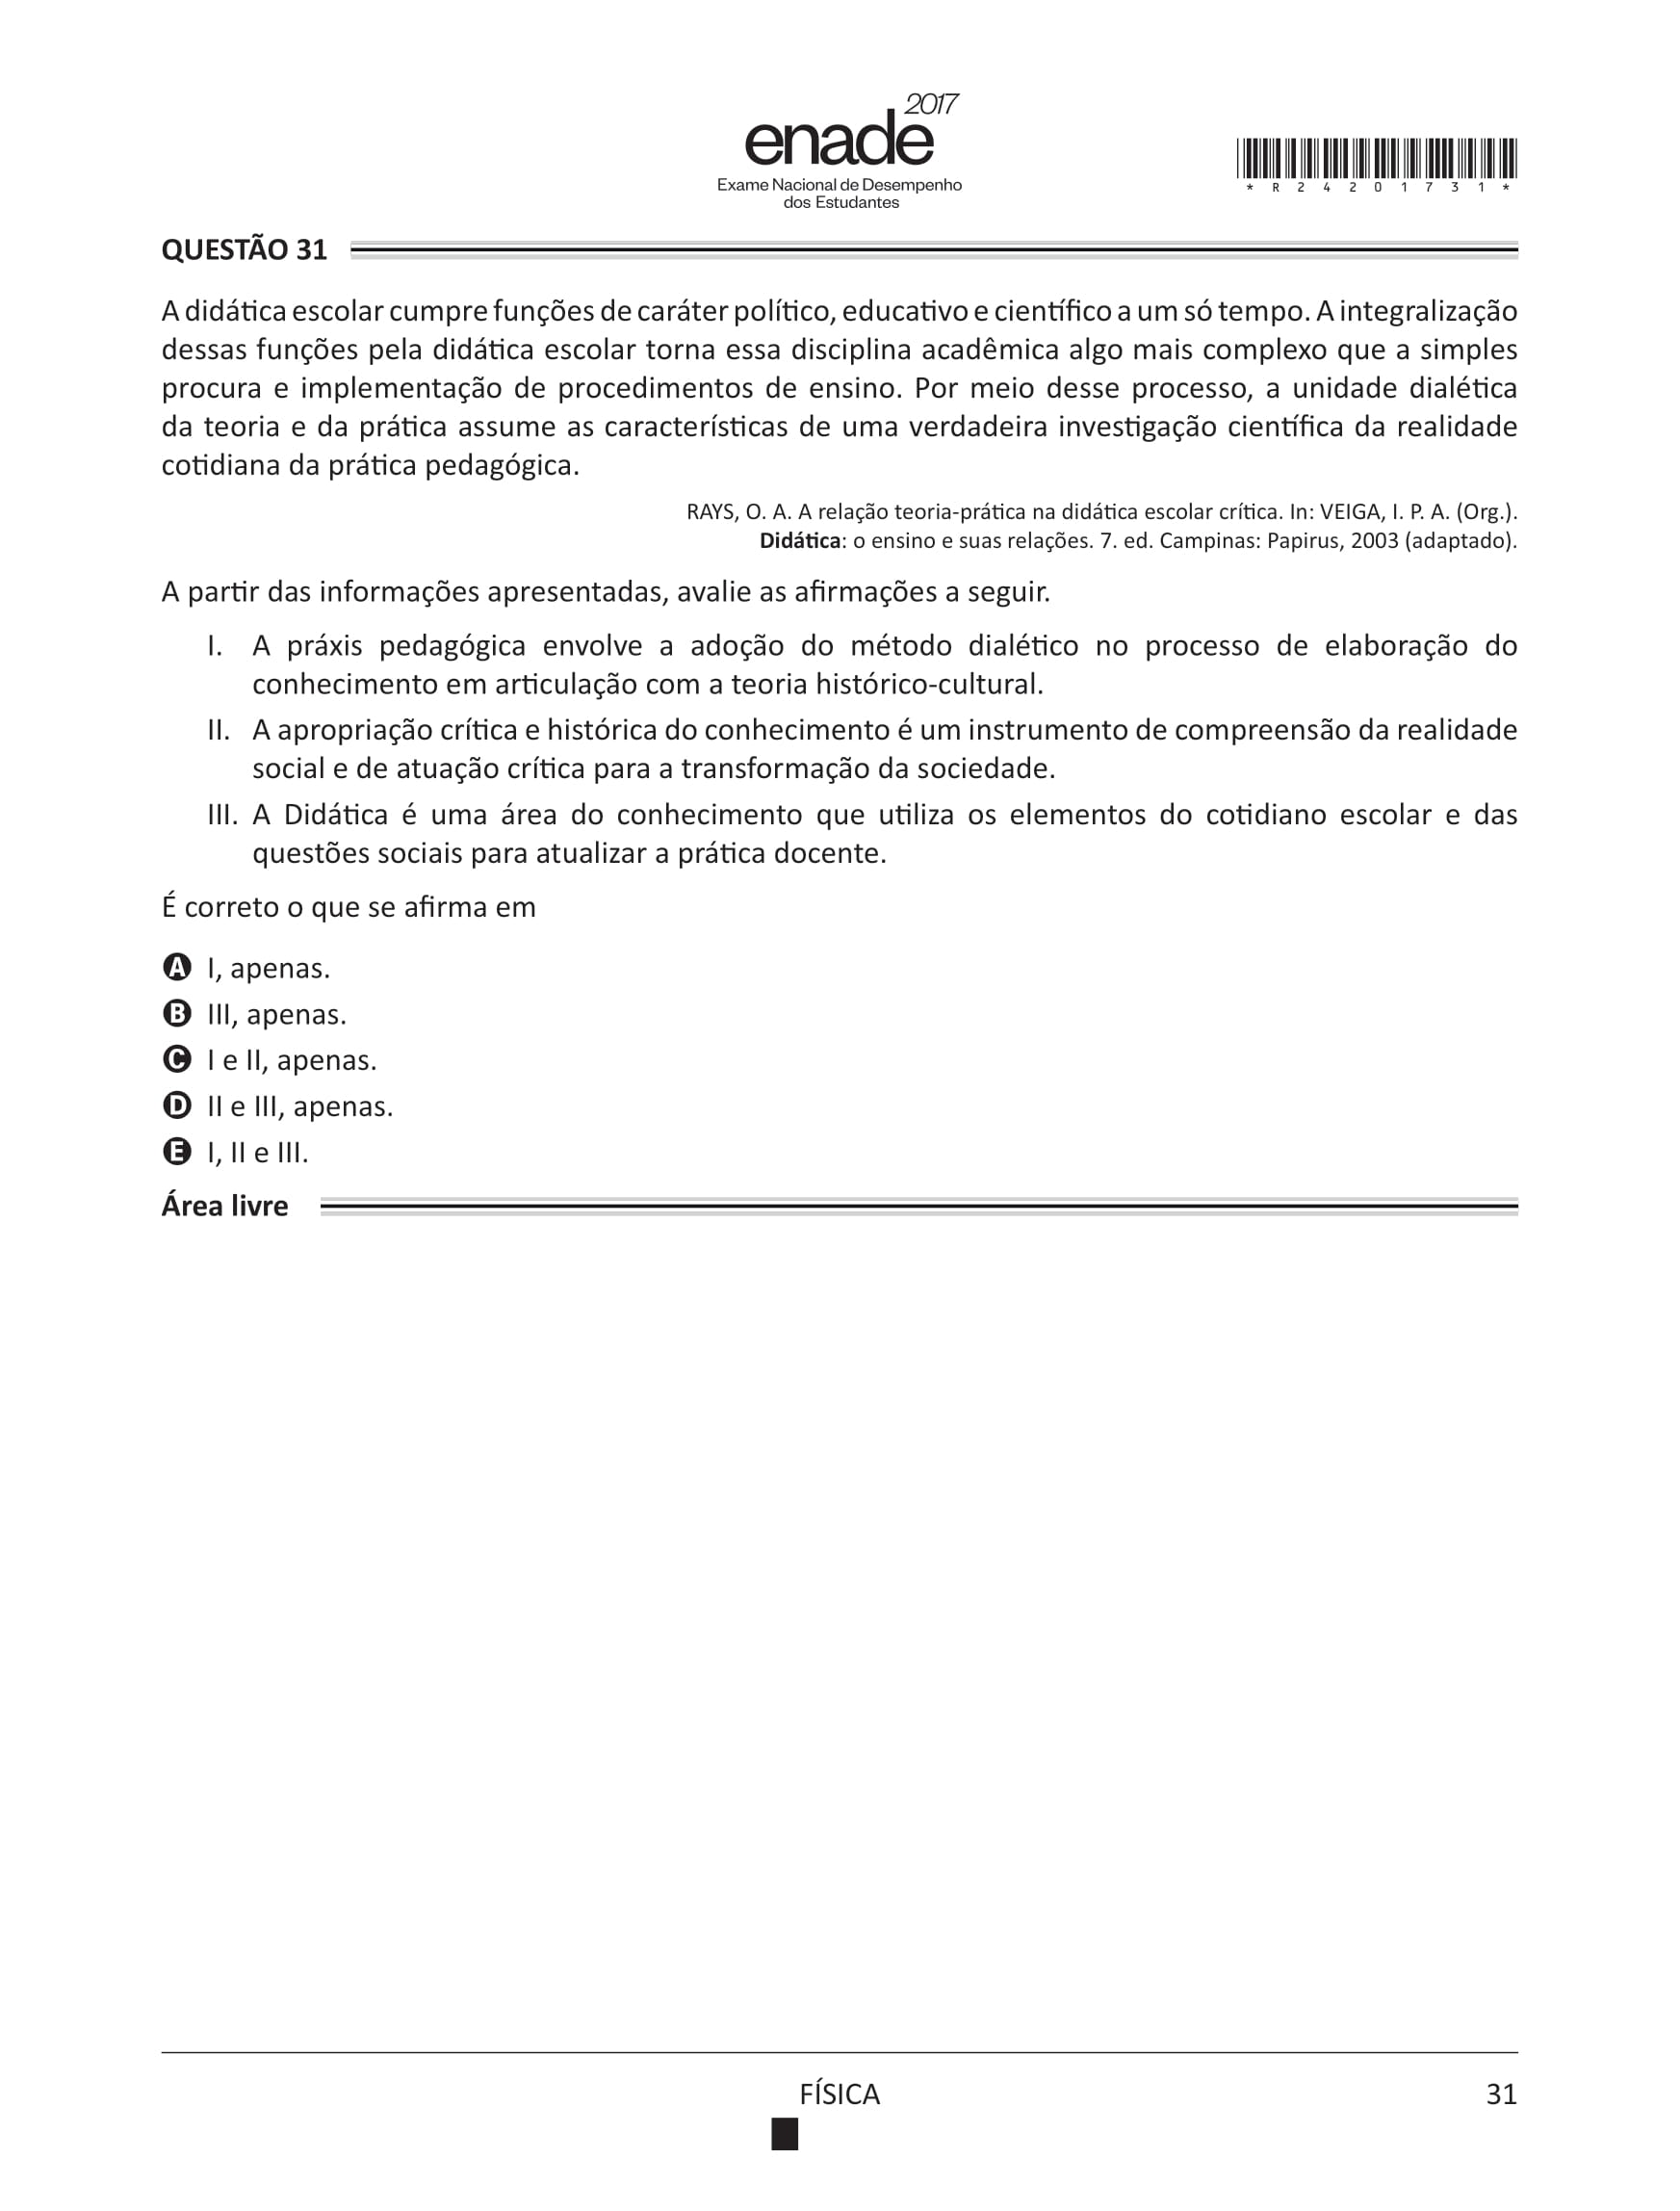 2017
enade
Exame Nacional de Desempenho
dos Estudantes
* R 2 4 2 0 1 7 3 1 *
QUESTÃO 31
A didática escolar cumpre funções de caráter político, educativo e científico a um só tempo. A integralização
dessas funções pela didática escolar torna essa disciplina acadêmica algo mais complexo que a simples
procura e implementação de procedimentos de ensino. Por meio desse processo, a unidade dialética
da teoria e da prática assume as características de uma verdadeira investigação científica da realidade
cotidiana da prática pedagógica.
RAYS, O. A. A relação teoria-prática na didática escolar crítica. In: VEIGA, I. P. A. (Org.).
Didática: o ensino e suas relações. 7. ed. Campinas: Papirus, 2003 (adaptado).
A partir das informações apresentadas, avalie as afirmações a seguir.
I. A práxis pedagógica envolve a adoção do método dialético no processo de elaboração do
conhecimento em articulação com a teoria histórico-cultural.
II. A apropriação crítica e histórica do conhecimento é um instrumento de compreensão da realidade
social e de atuação crítica para a transformação da sociedade.
III. A Didática é uma área do conhecimento que utiliza os elementos do cotidiano escolar e das
questões sociais para atualizar a prática docente.
É correto o que se afirma em
A I, apenas.
B III, apenas.
C I e II, apenas.
D II e III, apenas.
E I, II e III.
Área livre
FÍSICA
31